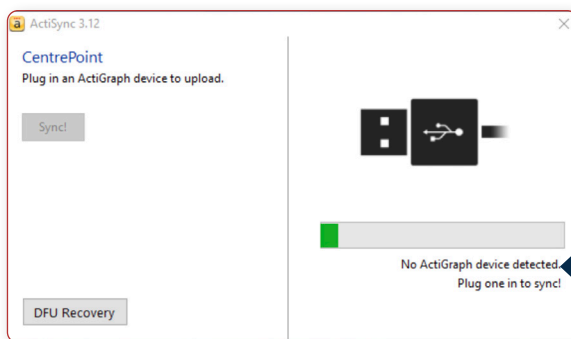 ActiSync 3.12
CentrePoint
Plug in an ActiGraph device to upload.
Sync!
No ActiGraph device detected.
Plug one in to sync!
DFU Recovery